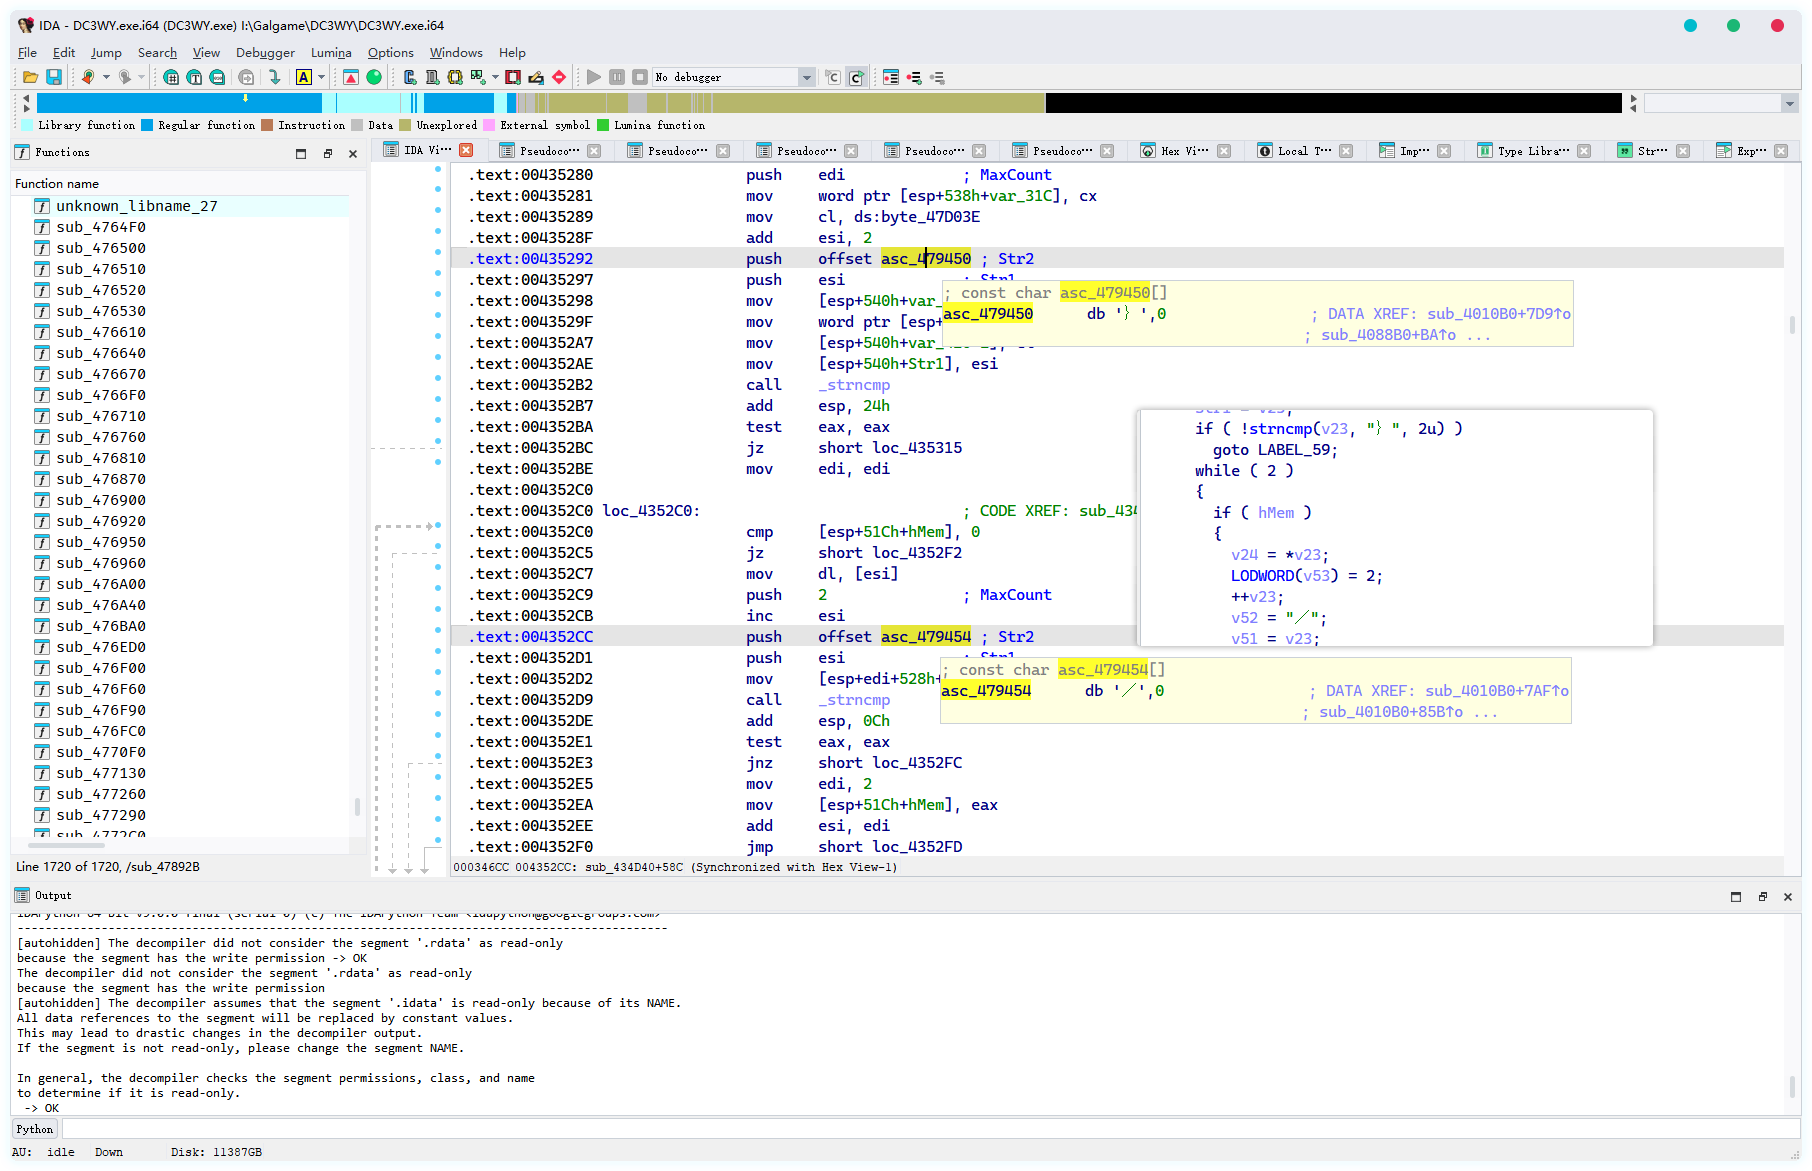 IDA - DC3WY.exe.i64 (DC3WY.exe) I:\Galgame\DC3WY\DC3WY.exe.i64
File Edit Jump Search View Debugger Lumina Options Windows Help
No debugger
Library function Regular function Instruction Data Unexplored External symbol Lumina function
Functions
IDA Vi··· Pseudoco··· Pseudoco··· Pseudoco··· Pseudoco··· Pseudoco··· Hex Vi··· Local T··· Imp··· Type Libra··· Str··· Exp···
Function name
unknown_libname_27
sub_4764F0
sub_476500
sub_476510
sub_476520
sub_476530
sub_476610
sub_476640
sub_476670
sub_4766F0
sub_476710
sub_476760
sub_476810
sub_476870
sub_476900
sub_476920
sub_476950
sub_476960
sub_476A00
sub_476A40
sub_476BA0
sub_476ED0
sub_476F00
sub_476F60
sub_476F90
sub_476FC0
sub_4770F0
sub_477130
sub_477260
sub_477290
sub_4772C0
Line 1720 of 1720, /sub_47892B
.text:00435280 push edi ; MaxCount
.text:00435281 mov word ptr [esp+538h+var_31C], cx
.text:00435289 mov cl, ds:byte_47D03E
.text:0043528F add esi, 2
.text:00435292 push offset asc_479450 ; Str2
.text:00435297 push esi ; Str1
.text:00435298 mov [esp+540h+var_
.text:0043529F mov word ptr [esp+
.text:004352A7 mov [esp+540h+var_
.text:004352AE mov [esp+540h+Str1], esi
.text:004352B2 call _strncmp
.text:004352B7 add esp, 24h
.text:004352BA test eax, eax
.text:004352BC jz short loc_435315
.text:004352BE mov edi, edi
.text:004352C0
.text:004352C0 loc_4352C0: ; CODE XREF: sub_434
.text:004352C0 cmp [esp+51Ch+hMem], 0
.text:004352C5 jz short loc_4352F2
.text:004352C7 mov dl, [esi]
.text:004352C9 push 2 ; MaxCount
.text:004352CB inc esi
.text:004352CC push offset asc_479454 ; Str2
.text:004352D1 push esi ; Str1
.text:004352D2 mov [esp+edi+528h+
.text:004352D9 call _strncmp
.text:004352DE add esp, 0Ch
.text:004352E1 test eax, eax
.text:004352E3 jnz short loc_4352FC
.text:004352E5 mov edi, 2
.text:004352EA mov [esp+51Ch+hMem], eax
.text:004352EE add esi, edi
.text:004352F0 jmp short loc_4352FD
000346CC 004352CC: sub_434D40+58C (Synchronized with Hex View-1)
; const char asc_479450[]
asc_479450 db '｝',0 ; DATA XREF: sub_4010B0+7D9↑o
; sub_4088B0+BA↑o ...
str1 = v23;
if ( !strncmp(v23, "｝", 2u) )
goto LABEL_59;
while ( 2 )
{
if ( hMem )
{
v24 = *v23;
LODWORD(v53) = 2;
++v23;
v52 = "／";
v51 = v23;
; const char asc_479454[]
asc_479454 db '／',0 ; DATA XREF: sub_4010B0+7AF↑o
; sub_4010B0+85B↑o ...
Output
IDAPython 64-bit v9.0.0 final (serial 0) (c) The IDAPython Team <idapython@googlegroups.com>
[autohidden] The decompiler did not consider the segment '.rdata' as read-only
because the segment has the write permission -> OK
The decompiler did not consider the segment '.rdata' as read-only
because the segment has the write permission
[autohidden] The decompiler assumes that the segment '.idata' is read-only because of its NAME.
All data references to the segment will be replaced by constant values.
This may lead to drastic changes in the decompiler output.
If the segment is not read-only, please change the segment NAME.
In general, the decompiler checks the segment permissions, class, and name
to determine if it is read-only.
-> OK
Python
AU: idle Down Disk: 11387GB